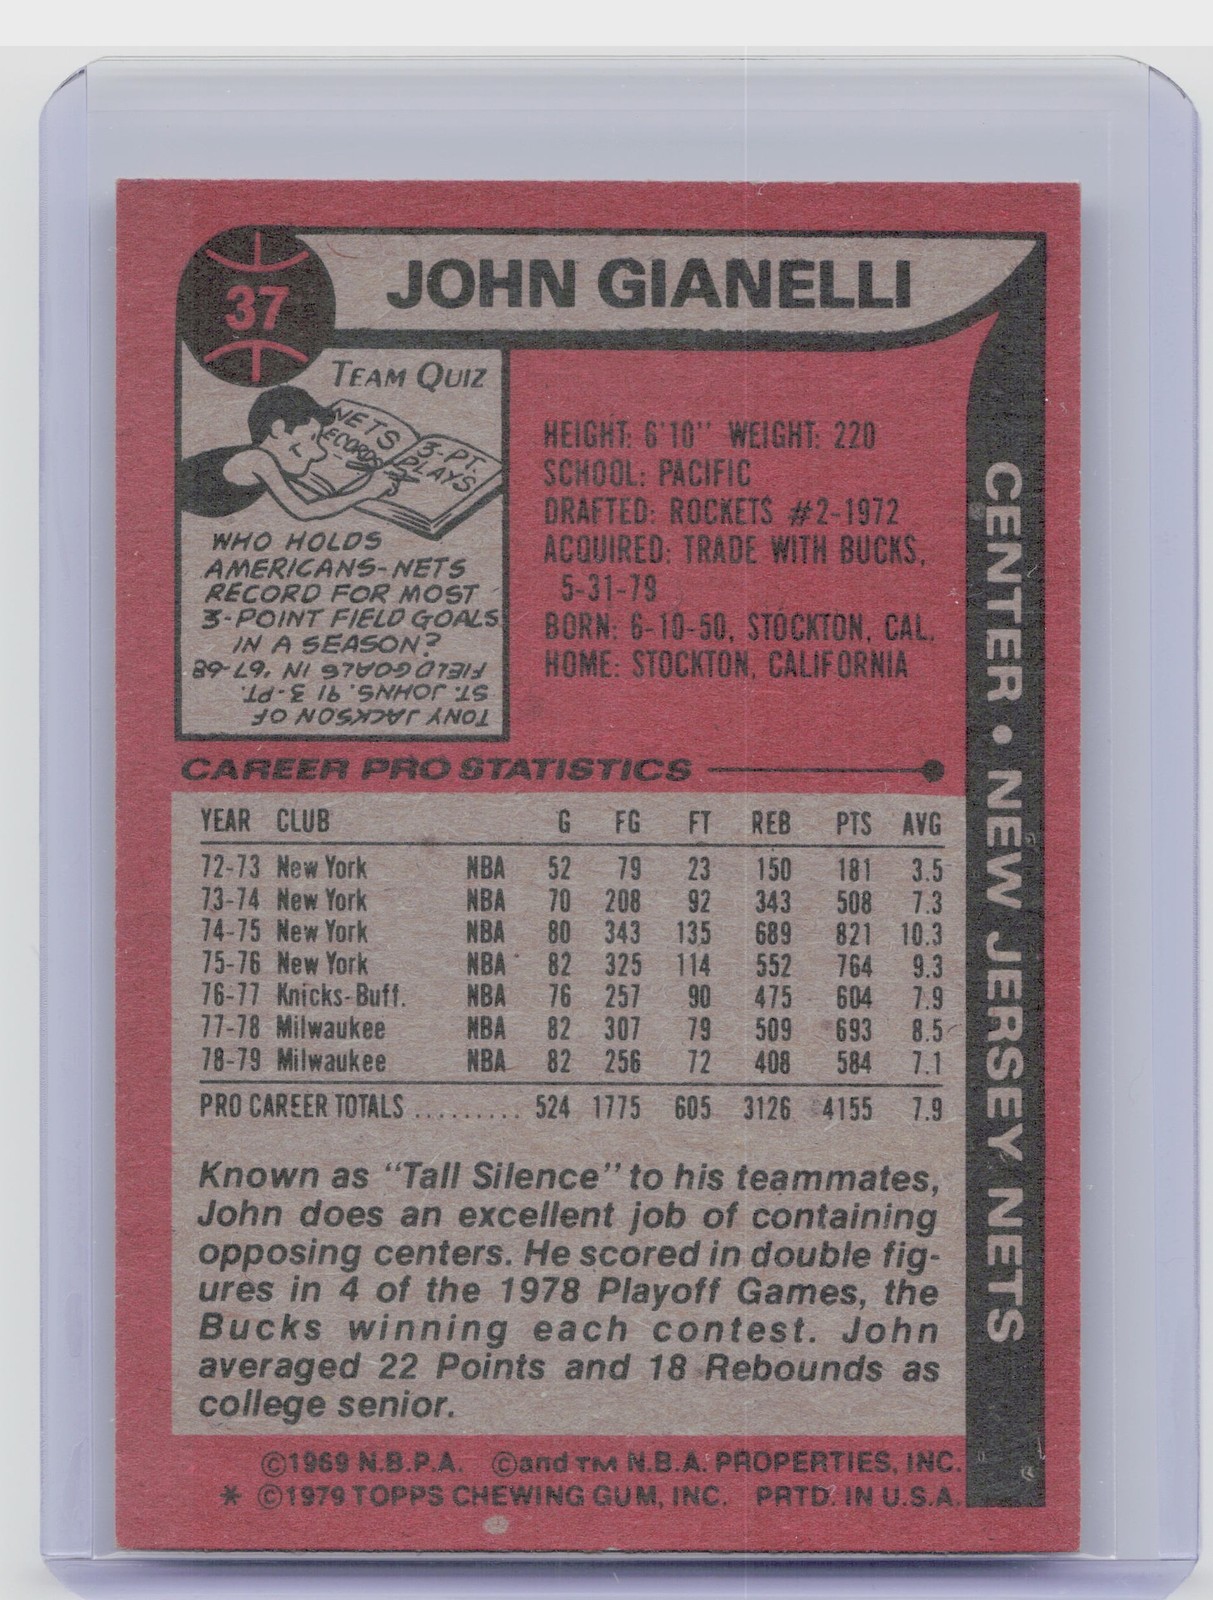 37
JOHN GIANELLI
TEAM QUIZ
NETS
RECORDS
3-PT.
PLAYS
WHO HOLDS
AMERICANS-NETS
RECORD FOR MOST
3-POINT FIELD GOALS
IN A SEASON?
TONY JACKSON OF
ST. JOHNS. 91 3-PT.
FIELD GOALS IN '67-68
HEIGHT: 6'10" WEIGHT: 220
SCHOOL: PACIFIC
DRAFTED: ROCKETS #2-1972
ACQUIRED: TRADE WITH BUCKS,
5-31-79
BORN: 6-10-50, STOCKTON, CAL.
HOME: STOCKTON, CALIFORNIA
CENTER • NEW JERSEY NETS
CAREER PRO STATISTICS
YEAR CLUB G FG FT REB PTS AVG
72-73 New York NBA 52 79 23 150 181 3.5
73-74 New York NBA 70 208 92 343 508 7.3
74-75 New York NBA 80 343 135 689 821 10.3
75-76 New York NBA 82 325 114 552 764 9.3
76-77 Knicks-Buff. NBA 76 257 90 475 604 7.9
77-78 Milwaukee NBA 82 307 79 509 693 8.5
78-79 Milwaukee NBA 82 256 72 408 584 7.1
PRO CAREER TOTALS ......... 524 1775 605 3126 4155 7.9
Known as "Tall Silence" to his teammates,
John does an excellent job of containing
opposing centers. He scored in double fig-
ures in 4 of the 1978 Playoff Games, the
Bucks winning each contest. John
averaged 22 Points and 18 Rebounds as
college senior.
©1969 N.B.P.A. ©and TM N.B.A. PROPERTIES, INC.
* ©1979 TOPPS CHEWING GUM, INC. PRTD. IN U.S.A.